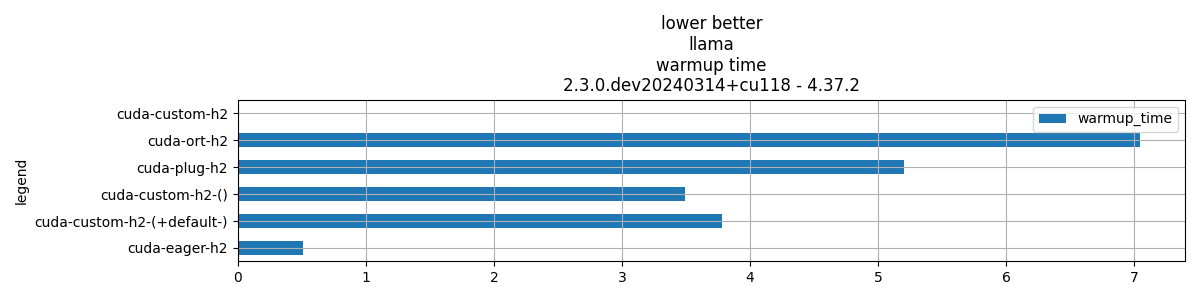 lower better
llama
warmup time
2.3.0.dev20240314+cu118 - 4.37.2
cuda-custom-h2
cuda-ort-h2
cuda-plug-h2
cuda-custom-h2-()
cuda-custom-h2-(+default-)
cuda-eager-h2
legend
warmup_time
0 1 2 3 4 5 6 7